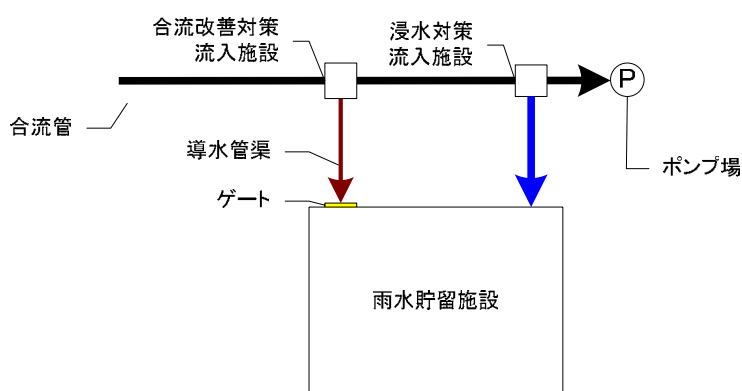 合流改善対策
流入施設
浸水対策
流入施設
P
合流管
導水管渠
ポンプ場
ゲート
雨水貯留施設